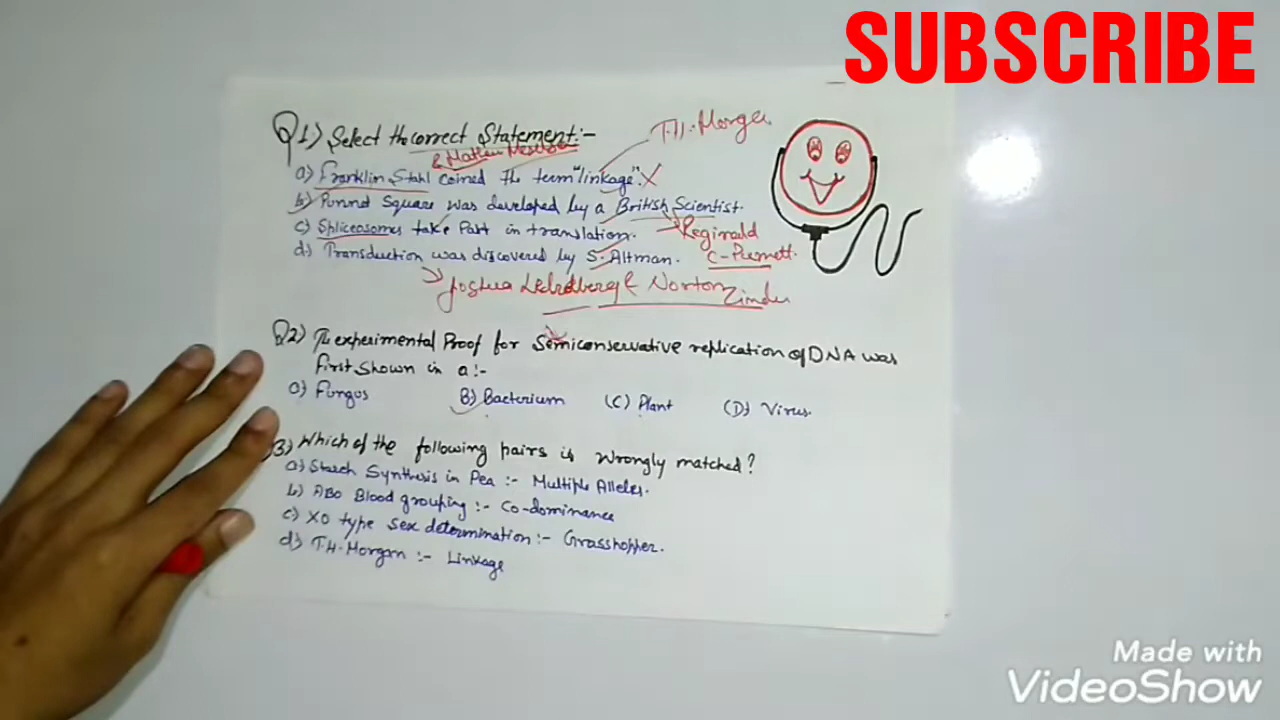 SUBSCRIBE
Q1) Select the correct Statement:-
T.H. Morgan
& Mathew Meselson
a) Franklin Stahl coined the term "linkage". X
b) Punnd Square was developed by a British Scientist.
c) Spliceosomes take Part in translation. → Reginald
d) Transduction was discovered by S. Altman. C-Punnett.
Joshua Lederberg & Norton Zinder
Q2) The experimental Proof for Semiconservative replication of DNA was
first shown in a:-
a) Fungus B) Bacterium (C) Plant (D) Virus.
3) Which of the following pairs is wrongly matched?
a) Starch Synthesis in Pea :- Multiple Alleles.
b) ABO Blood grouping :- Co-dominance
c) XO type Sex determination :- Grasshopper.
d) T.H. Morgan :- Linkage
Made with
VideoShow